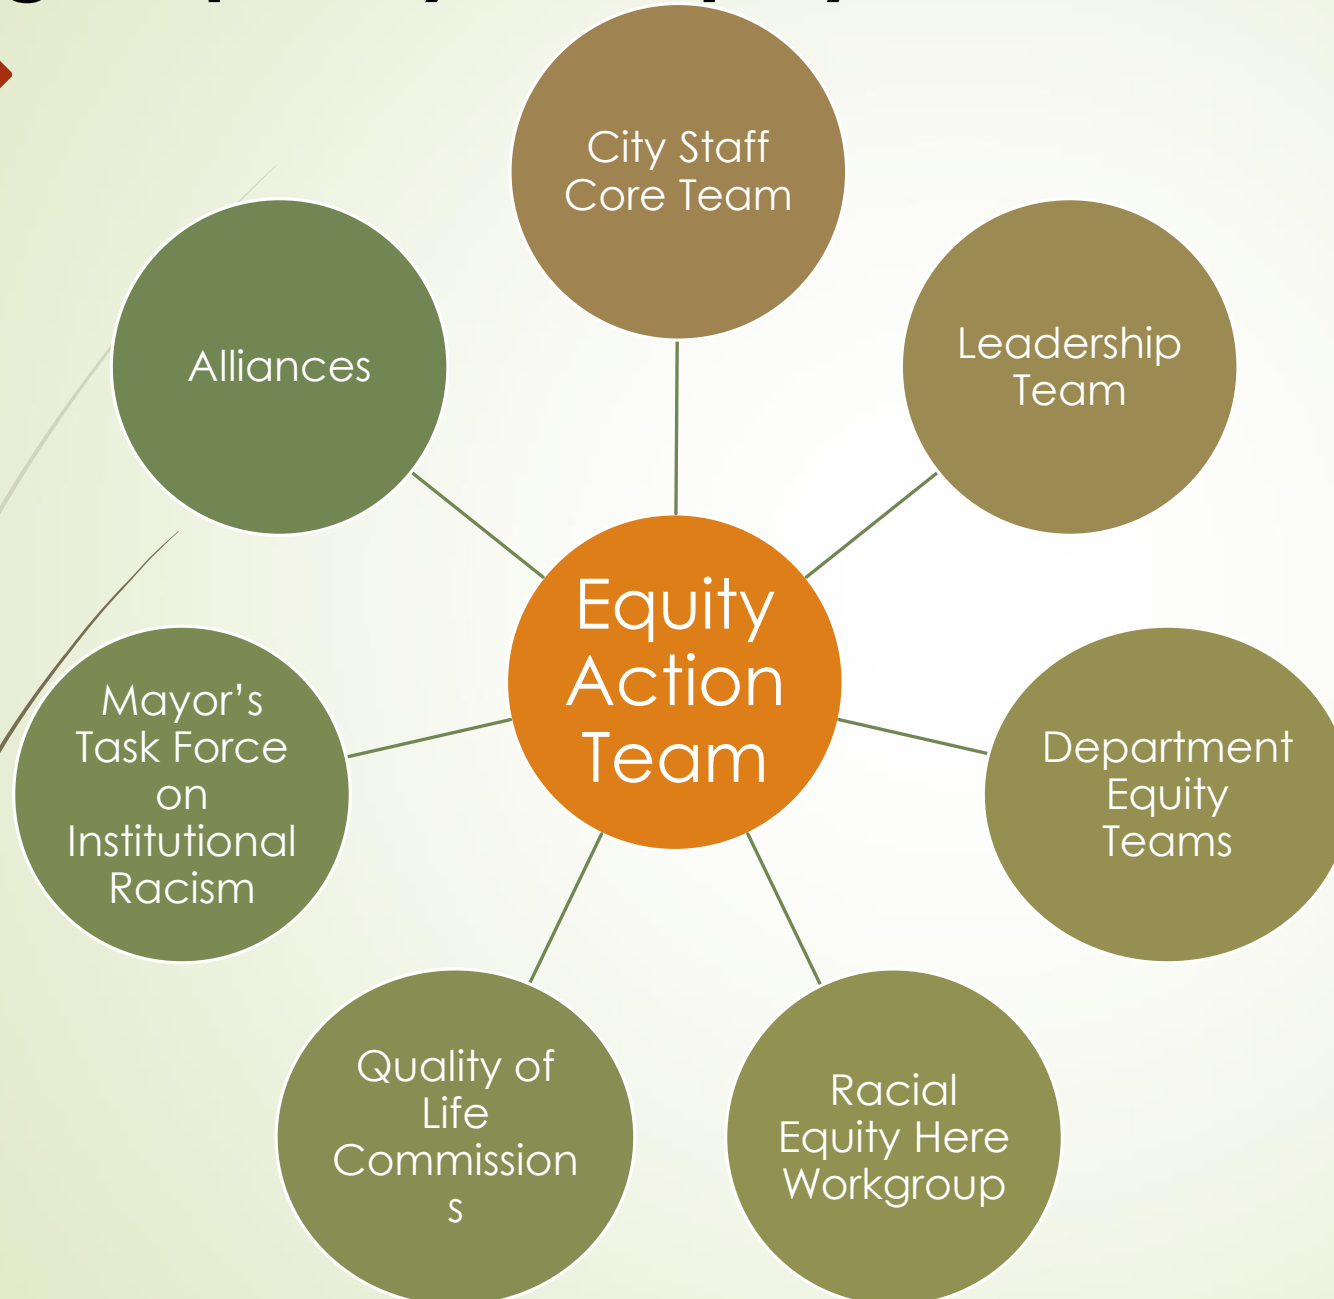 City Staff
Core Team
Leadership
Team
Alliances
Equity
Action
Team
Mayor’s
Task Force
on
Institutional
Racism
Department
Equity
Teams
Quality of
Life
Commission
s
Racial
Equity Here
Workgroup